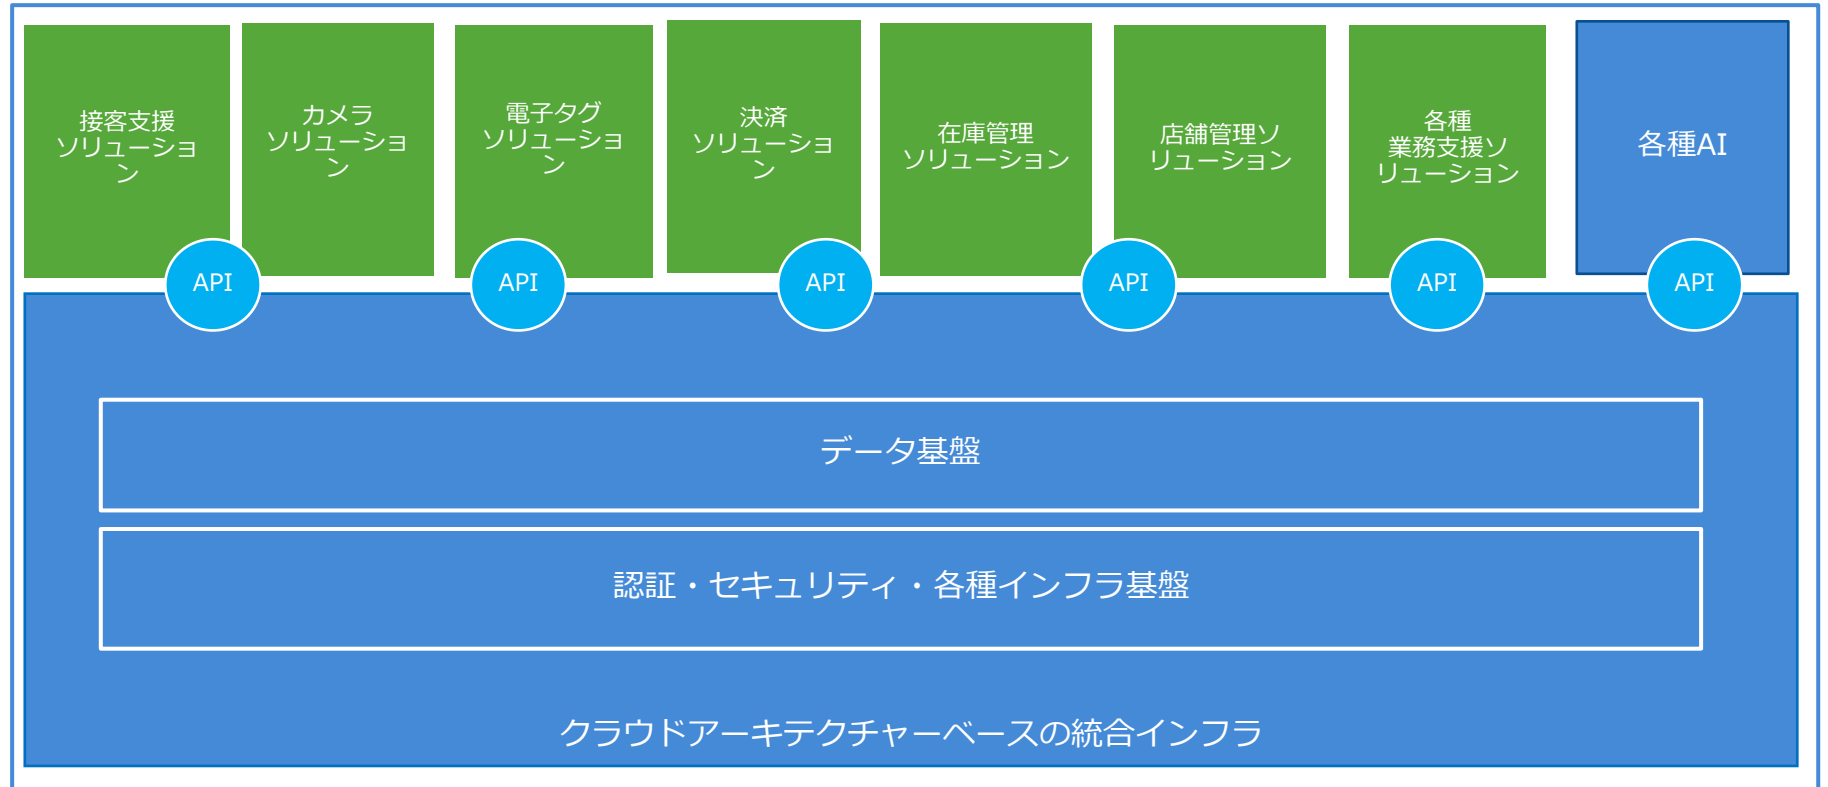 接客支援
ソリューショ
ン
カメラ
ソリューショ
ン
電子タグ
ソリューショ
ン
決済
ソリューショ
ン
在庫管理
ソリューション
店舗管理ソ
リューション
各種
業務支援ソ
リューション
各種AI
API
API
API
API
API
API
データ基盤
認証・セキュリティ・各種インフラ基盤
クラウドアーキテクチャーベースの統合インフラ